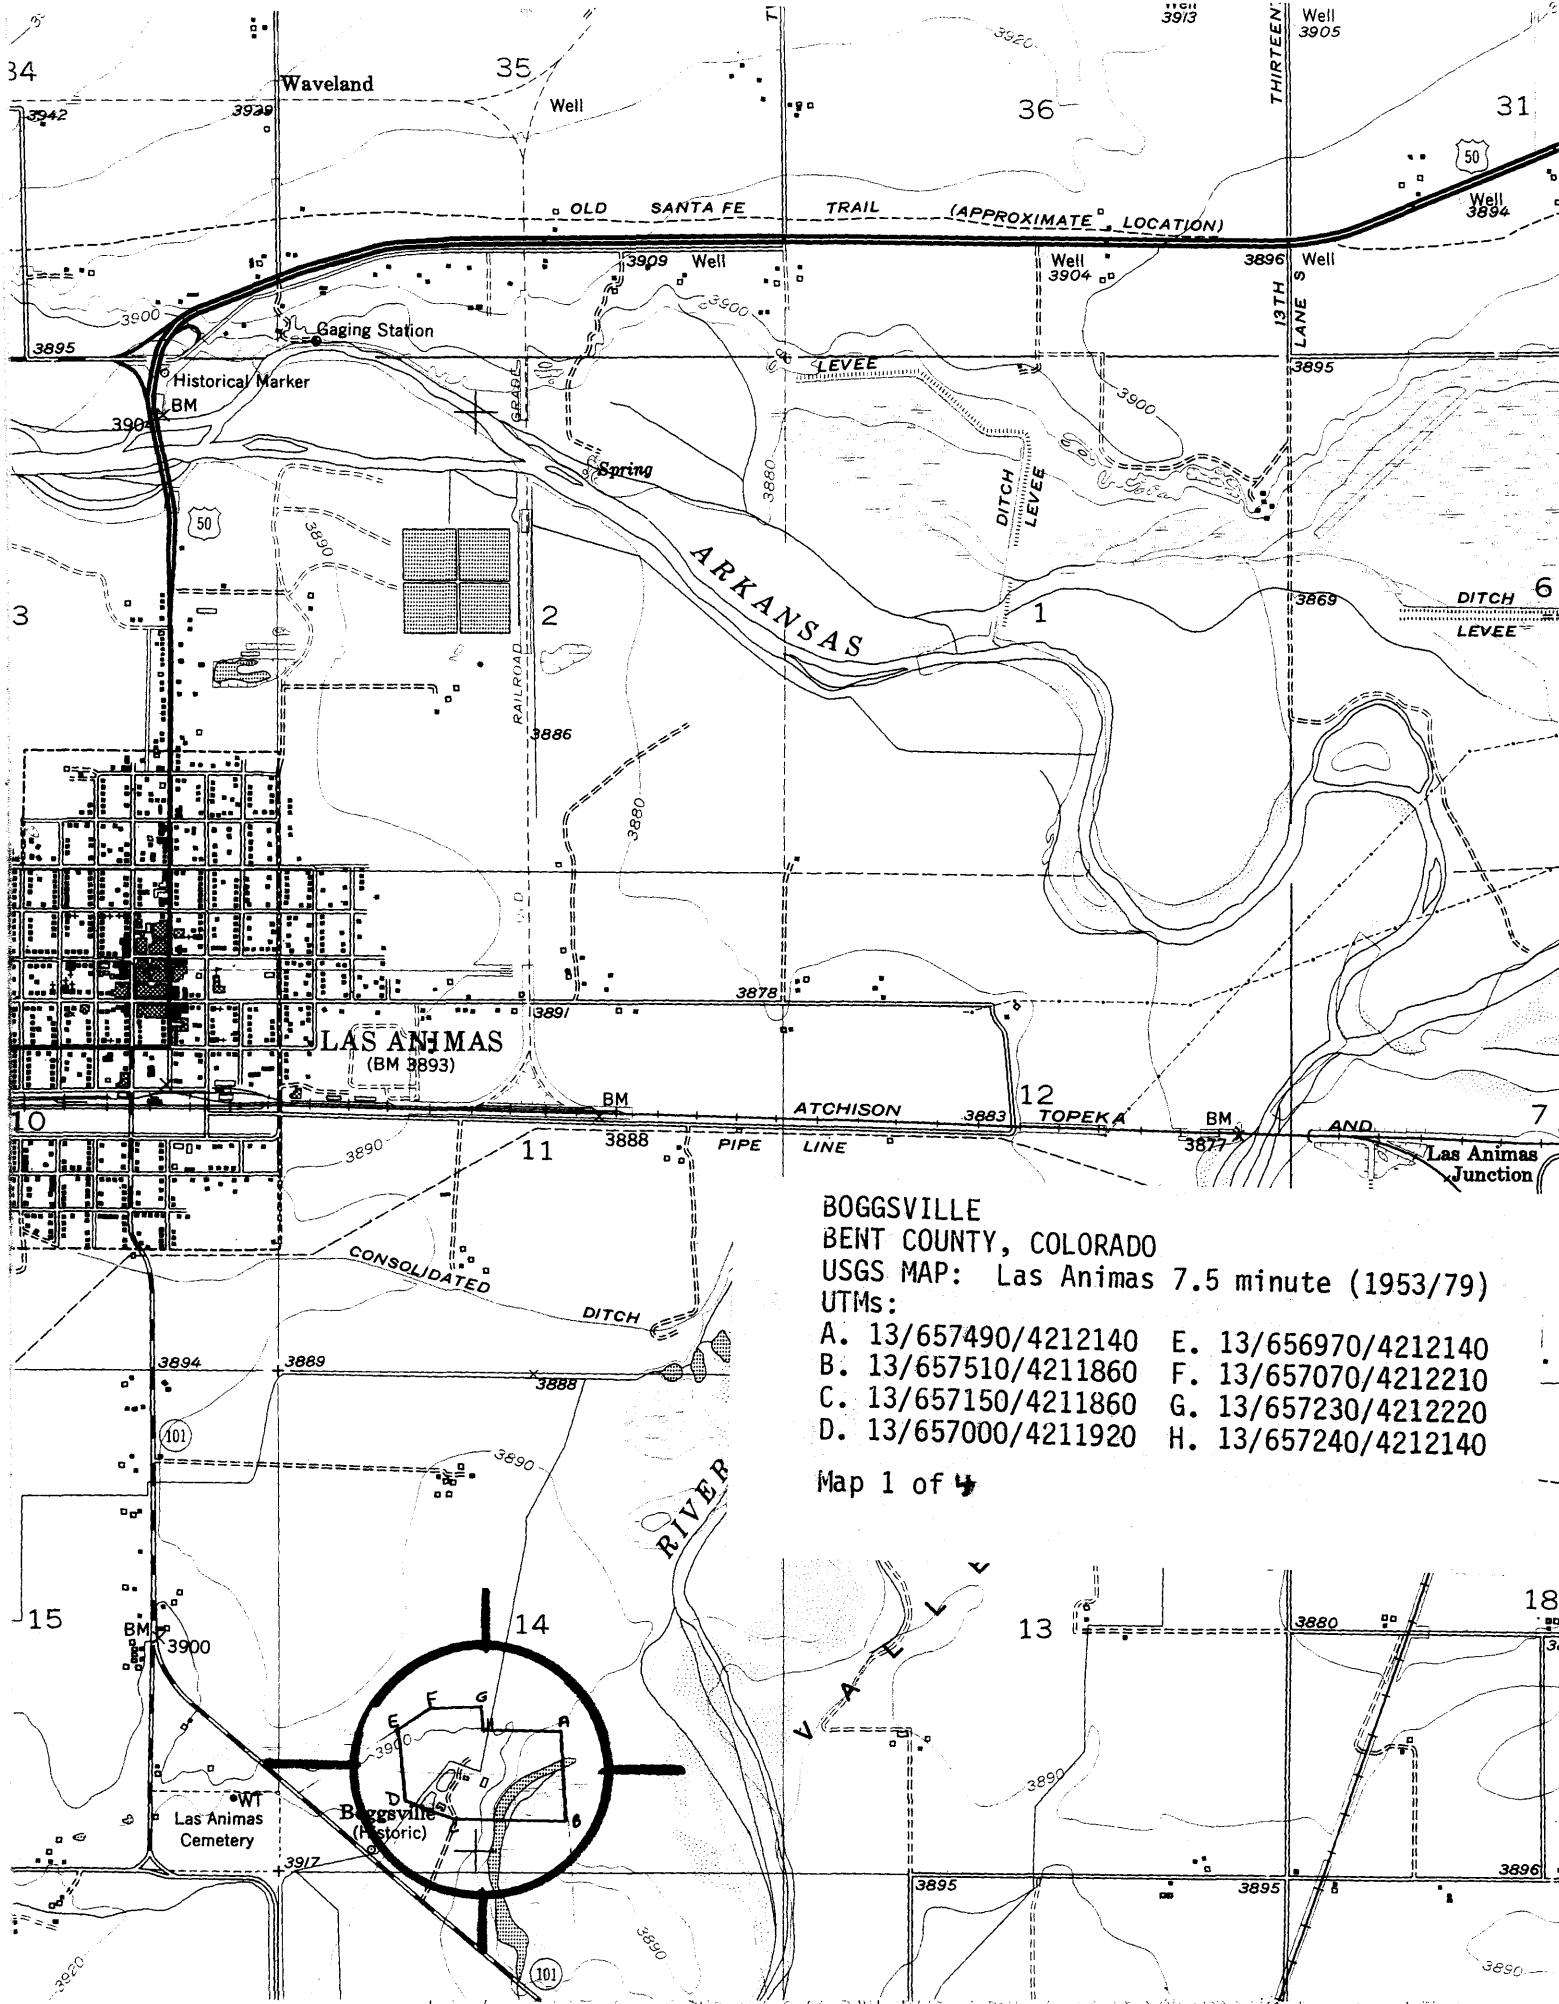 Well
3913
THIRTEEN
Well
3905
3920
34
35
Waveland
3942
3939
Well
36
31
50
OLD SANTA FE TRAIL (APPROXIMATE LOCATION)
Well
3894
3909 Well
Well
3904
3896 Well
13TH
LANE S
3900
3900
Gaging Station
3895
LEVEE
3895
Historical Marker
BM
GRADE
3900
3904
Spring
3880
DITCH
LEVEE
50
3890
ARKANSAS
3
2
1
3869
DITCH
6
LEVEE
RAILROAD
3886
3880
OLD
3878
3891
LAS ANIMAS
(BM 3893)
BM
12
10
ATCHISON
3883
TOPEKA
BM
AND
7
3890
11
3888
PIPE LINE
3877
Las Animas
Junction
BOGGSVILLE
BENT COUNTY, COLORADO
USGS MAP: Las Animas 7.5 minute (1953/79)
UTMs:
A. 13/657490/4212140 E. 13/656970/4212140
B. 13/657510/4211860 F. 13/657070/4212210
C. 13/657150/4211860 G. 13/657230/4212220
D. 13/657000/4211920 H. 13/657240/4212140
Map 1 of 4
CONSOLIDATED
DITCH
3894
3889
3888
101
3890
RIVER
15
BM
3900
14
VALLE
13
3880
18
F G
E H A
3900
D
B
C
WT
Las Animas
Cemetery
Boggsville
(Historic)
3890
3917
3895
3895
3896
3920
3890
101
3890